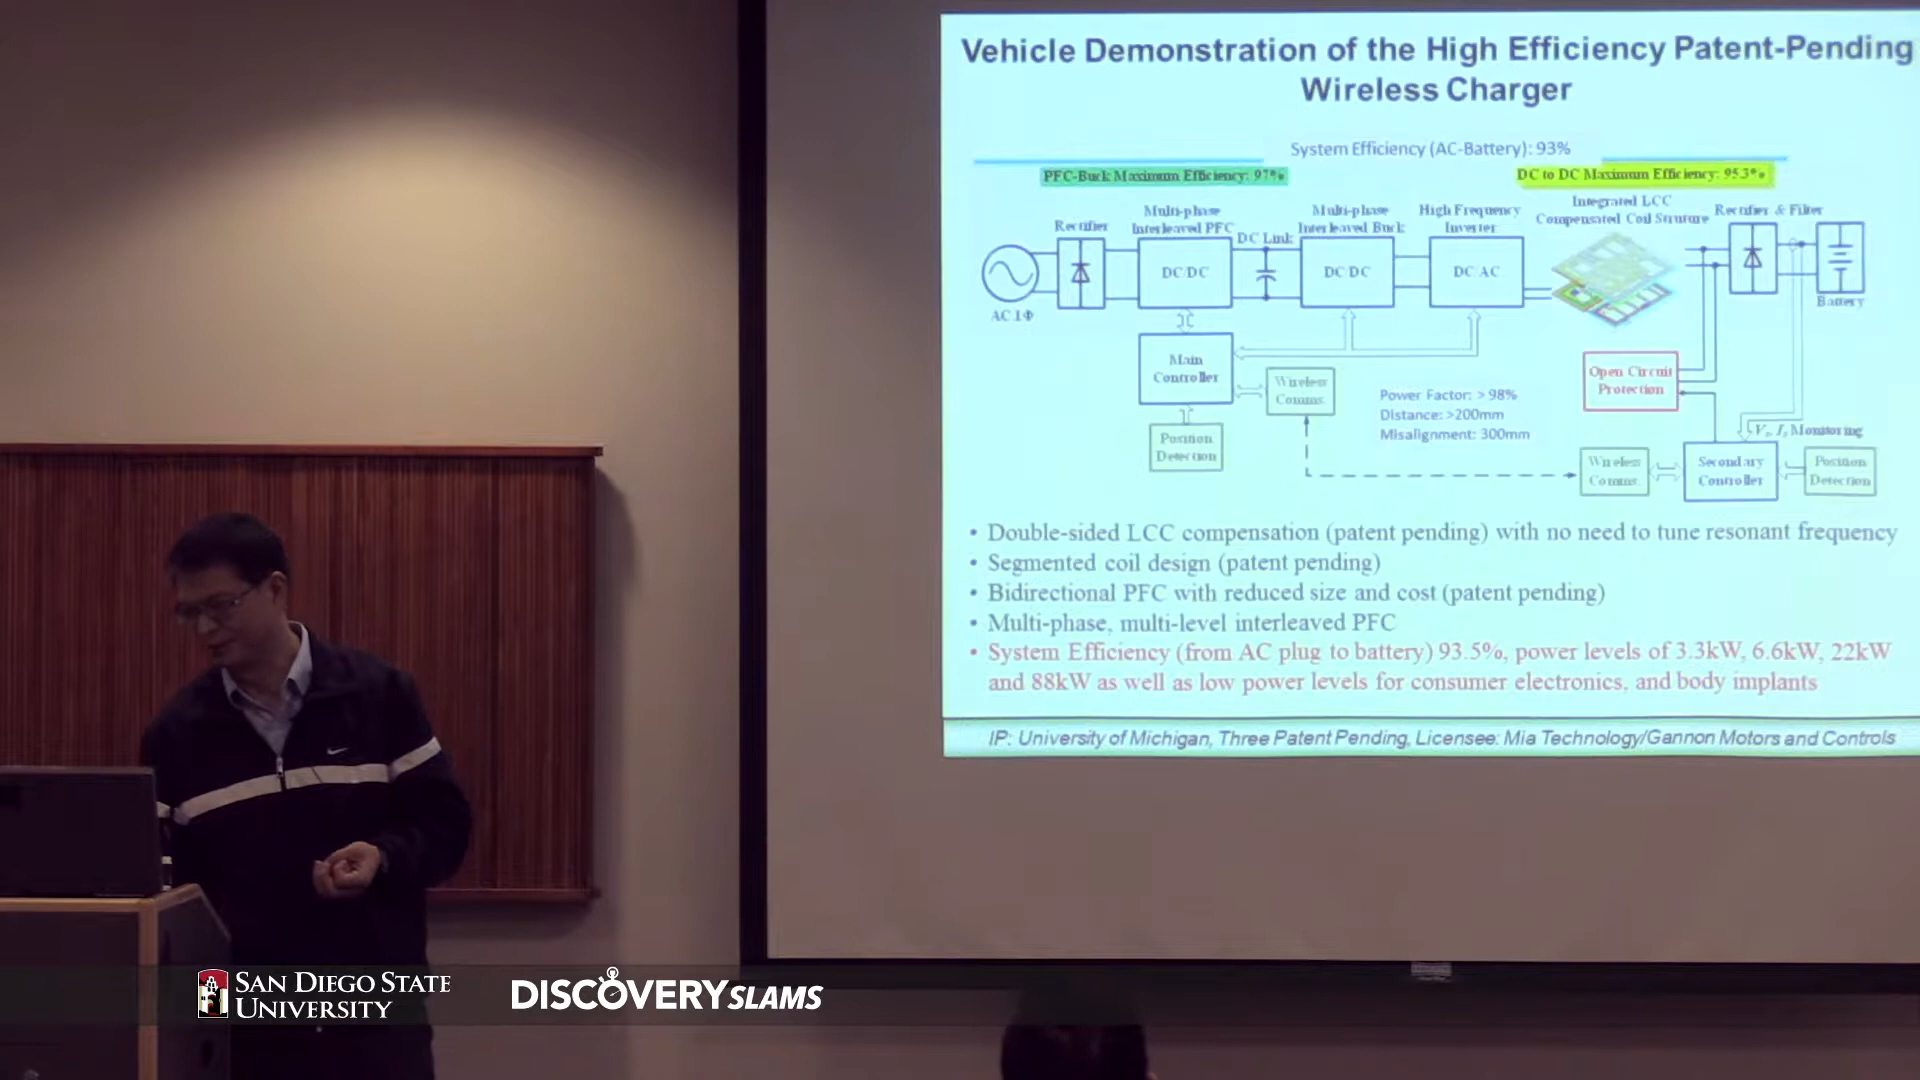 Vehicle Demonstration of the High Efficiency Patent-Pending
Wireless Charger
System Efficiency (AC-Battery): 93%
PFC-Buck Maximum Efficiency: 97%
DC to DC Maximum Efficiency: 95.3%
Rectifier
Multi-phase
Interleaved PFC
DC Link
Multi-phase
Interleaved Buck
High Frequency
Inverter
Integrated LCC
Compensated Coil Struture
Rectifier & Filter
DC/DC
DC/DC
DC/AC
AC 1Φ
Battery
Main
Controller
Wireless
Comms.
Position
Detection
Power Factor: > 98%
Distance: >200mm
Misalignment: 300mm
Open Circuit
Protection
Monitoring
Wireless
Comms.
Secondary
Controller
Position
Detection
• Double-sided LCC compensation (patent pending) with no need to tune resonant frequency
• Segmented coil design (patent pending)
• Bidirectional PFC with reduced size and cost (patent pending)
• Multi-phase, multi-level interleaved PFC
• System Efficiency (from AC plug to battery) 93.5%, power levels of 3.3kW, 6.6kW, 22kW
and 88kW as well as low power levels for consumer electronics, and body implants
IP: University of Michigan, Three Patent Pending, Licensee: Mia Technology/Gannon Motors and Controls
SAN DIEGO STATE
UNIVERSITY
DISCOVERY SLAMS